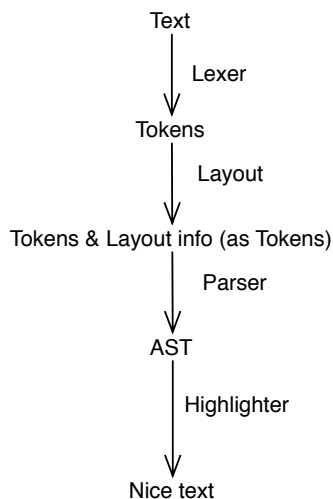 Text
Lexer
Tokens
Layout
Tokens & Layout info (as Tokens)
Parser
AST
Highlighter
Nice text